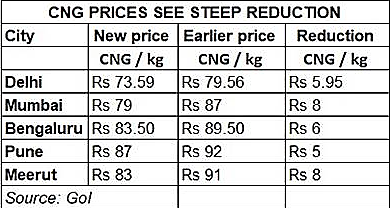 CNG PRICES SEE STEEP REDUCTION
City New price Earlier price Reduction
CNG / kg CNG / kg CNG / kg
Delhi Rs 73.59 Rs 79.56 Rs 5.95
Mumbai Rs 79 Rs 87 Rs 8
Bengaluru Rs 83.50 Rs 89.50 Rs 6
Pune Rs 87 Rs 92 Rs 5
Meerut Rs 83 Rs 91 Rs 8
Source: GoI